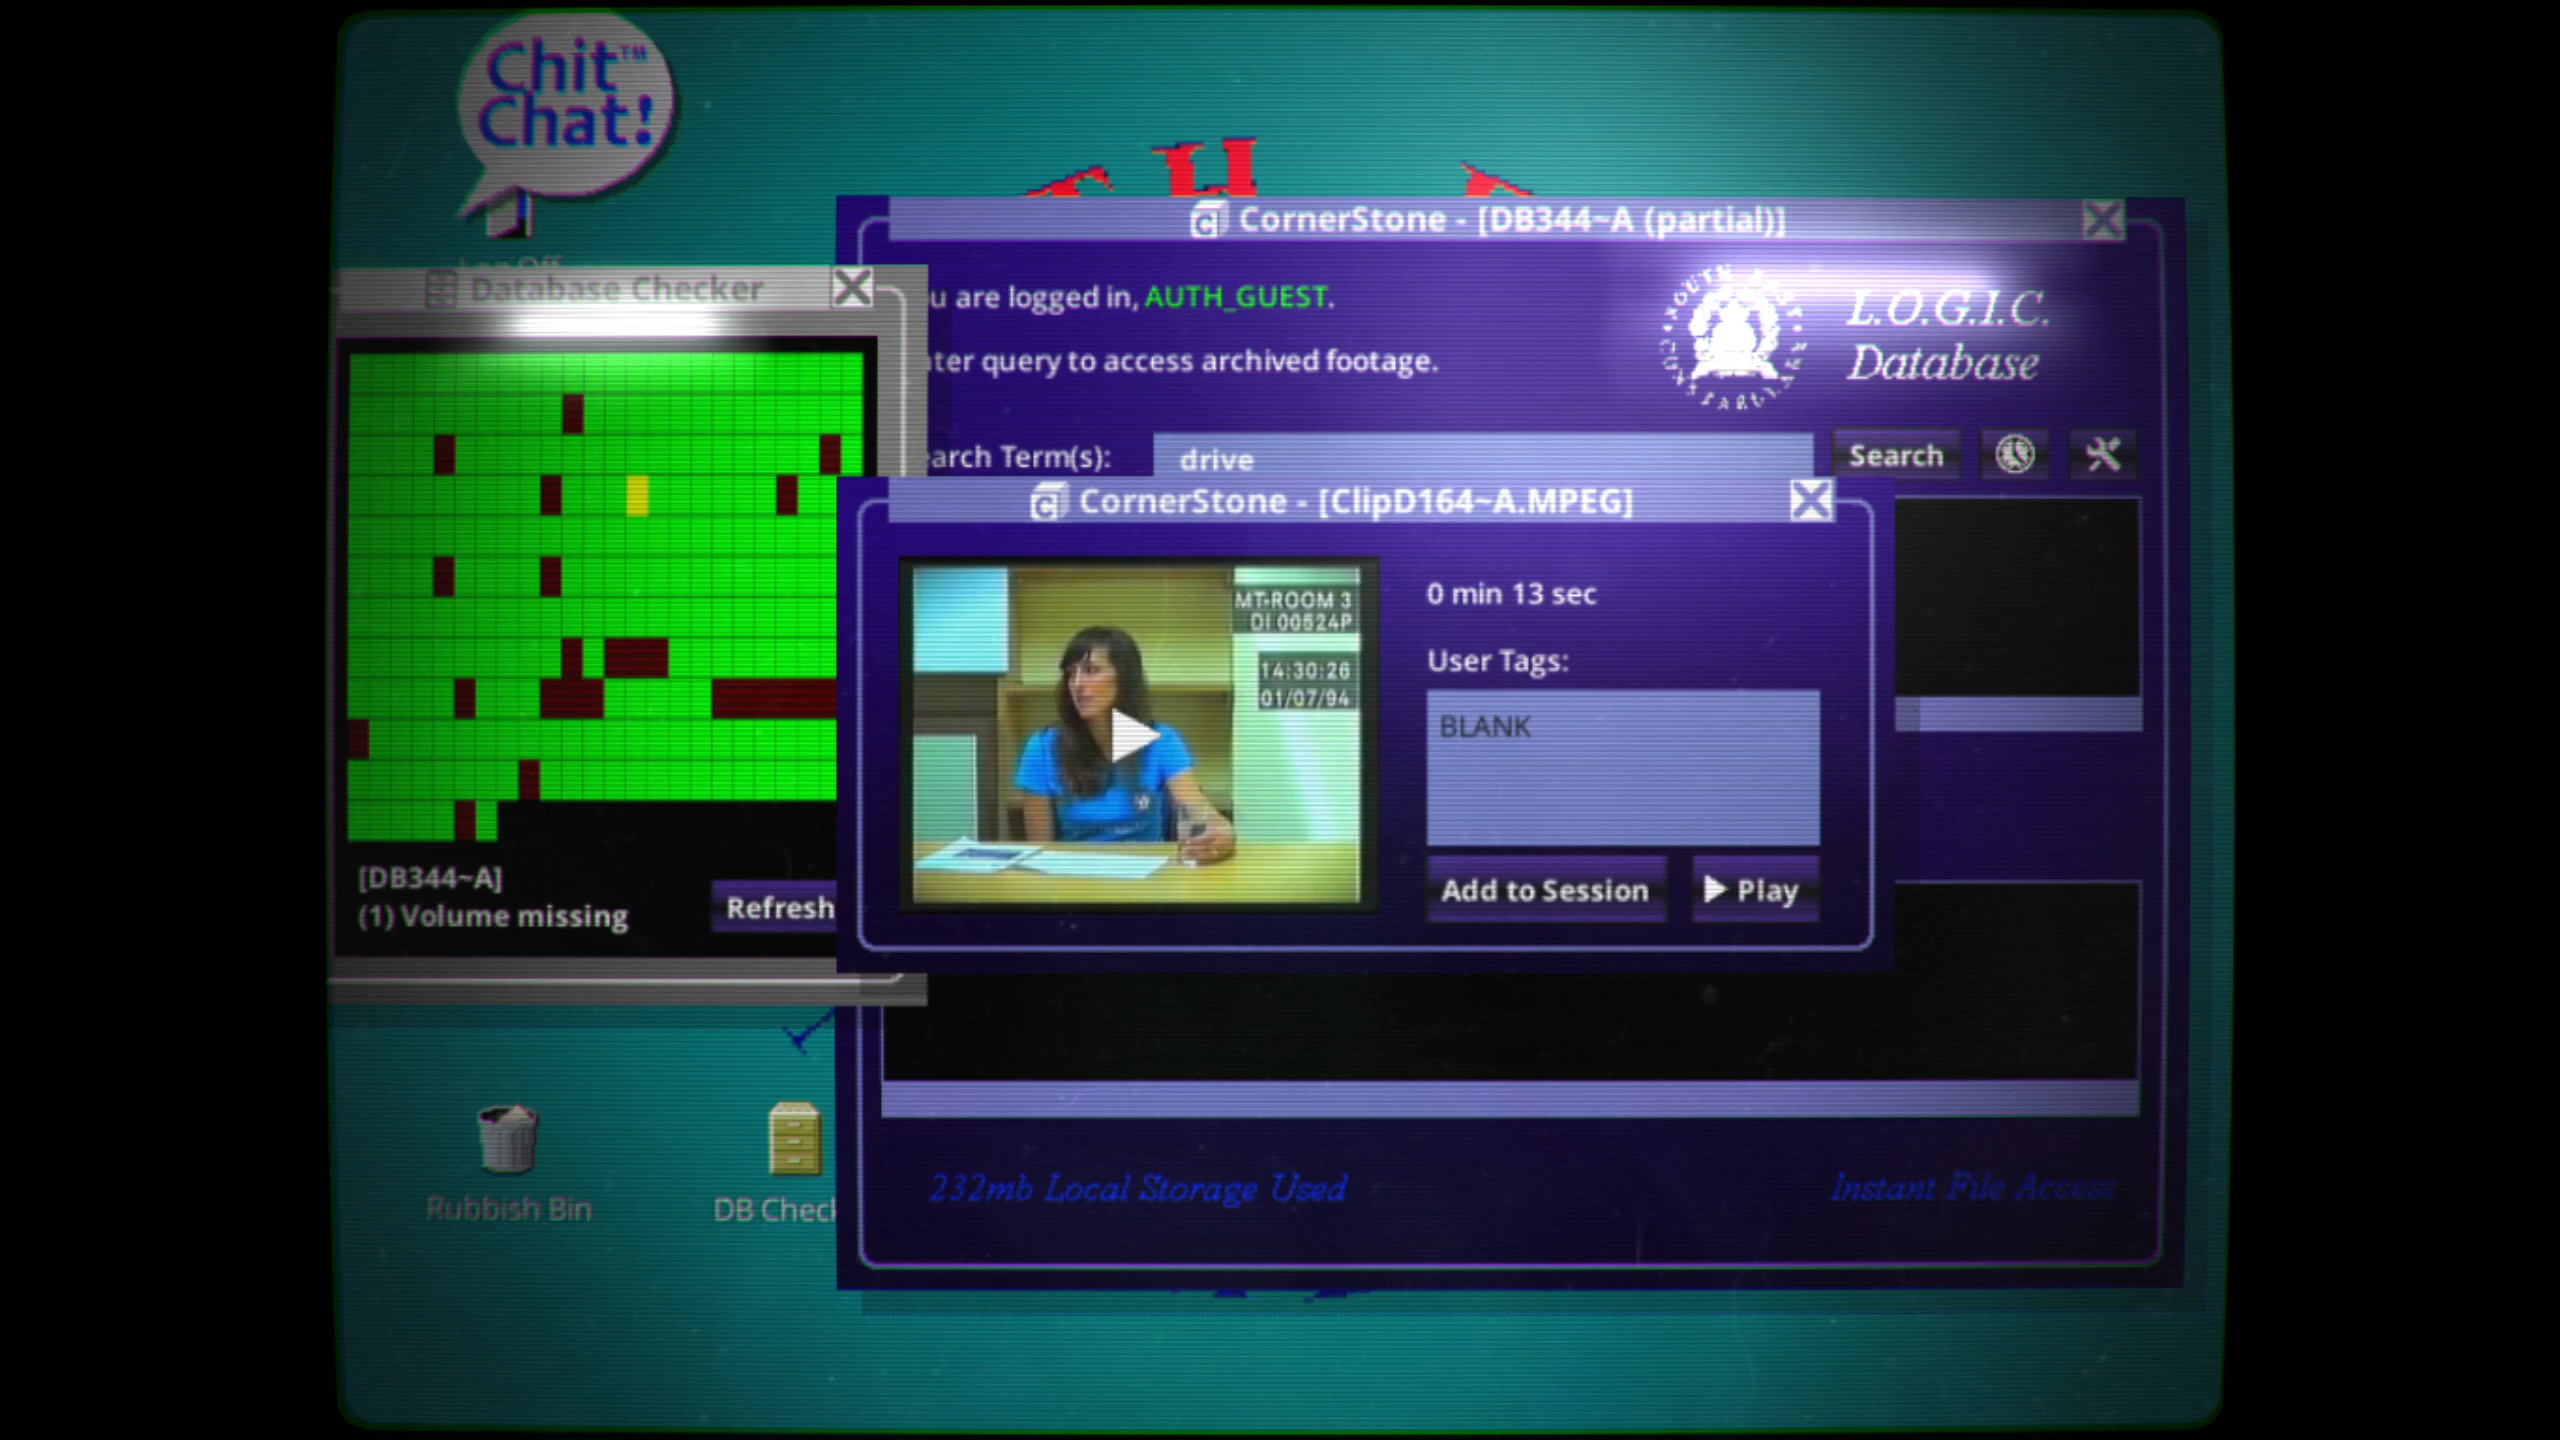 Chit™
Chat!
CornerStone - [DB344~A (partial)]
u are logged in, AUTH_GUEST.
L.O.G.I.C.
Database
Database Checker
ter query to access archived footage.
arch Term(s):
drive
Search
CornerStone - [ClipD164~A.MPEG]
MT-ROOM 3
DI 00524P
14:30:26
01/07/94
0 min 13 sec
User Tags:
BLANK
Add to Session
Play
[DB344~A]
(1) Volume missing
Refresh
Rubbish Bin
DB Check
232mb Local Storage Used
Instant File Access